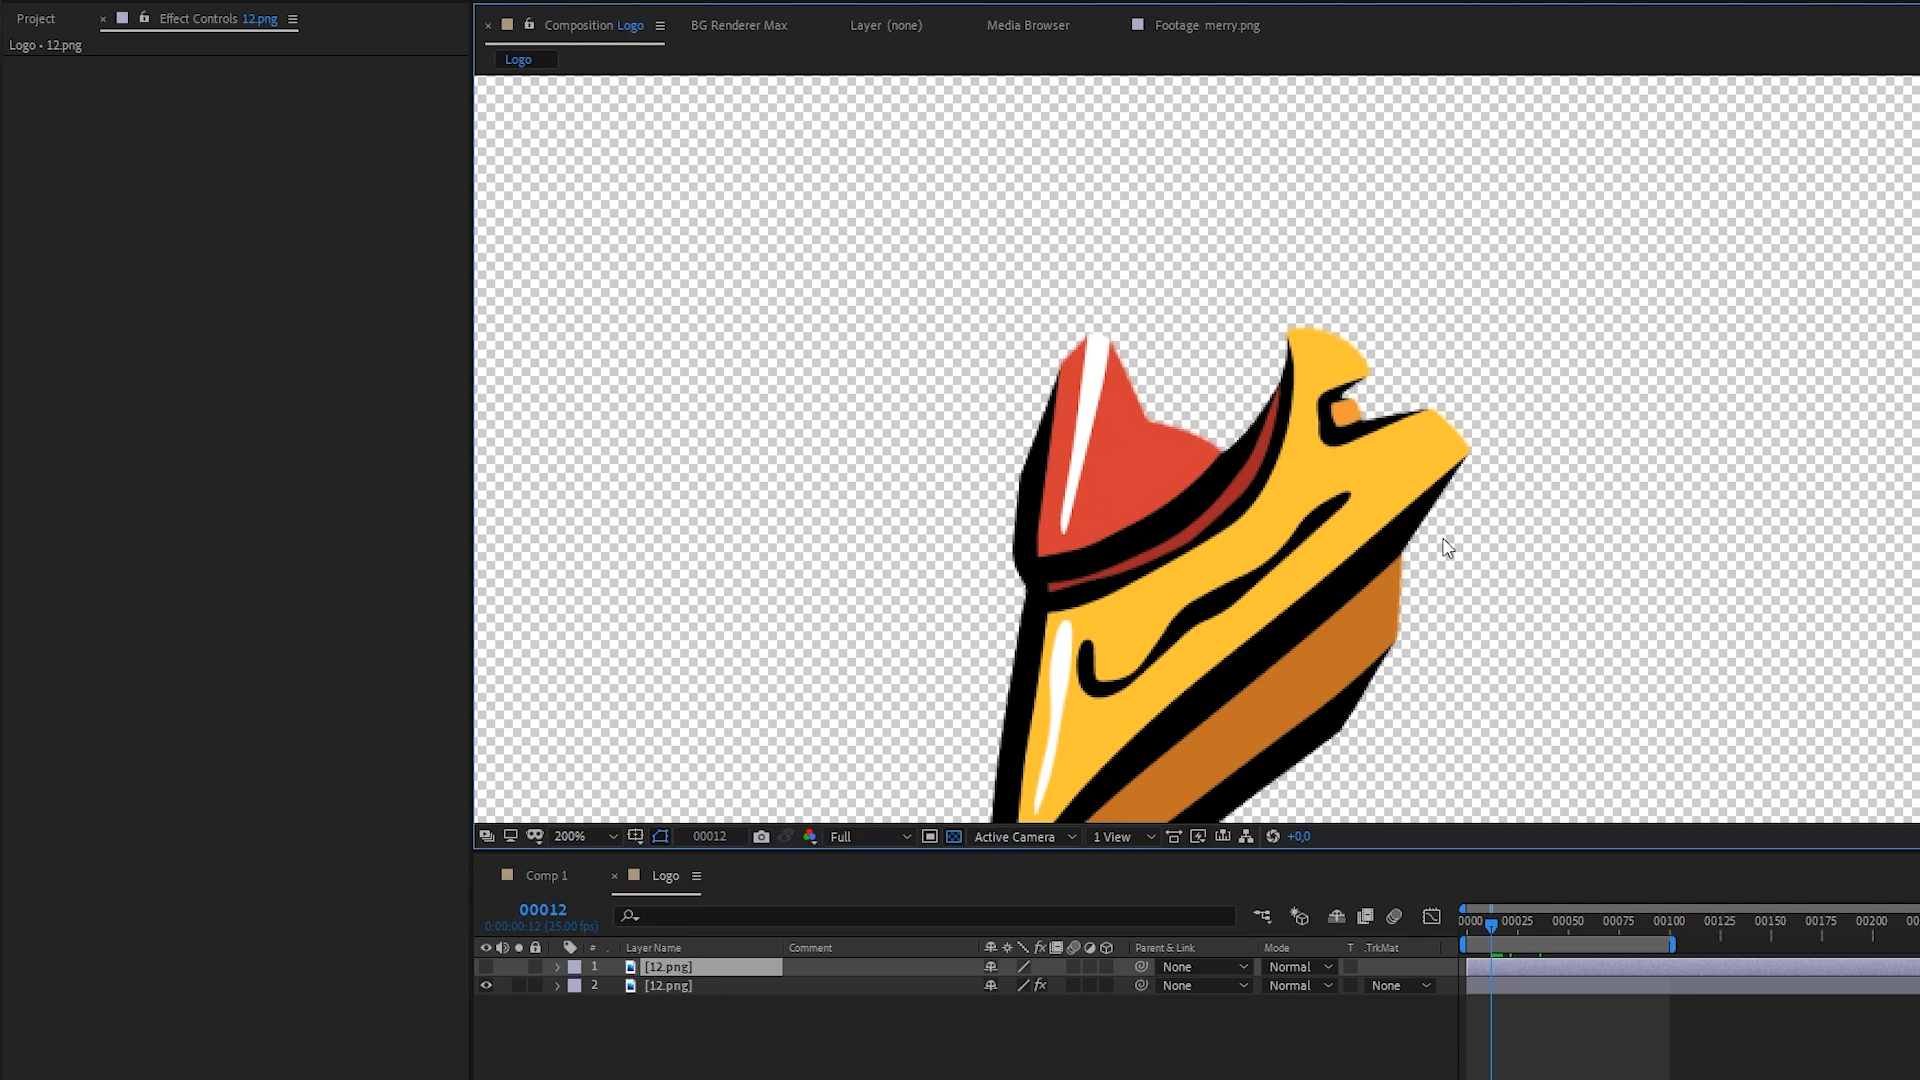 Project
Effect Controls 12.png
Composition Logo
BG Renderer Max
Layer (none)
Media Browser
Footage merry.png
Logo • 12.png
Logo
200%
00012
Full
Active Camera
1 View
+0,0
Comp 1
Logo
00012
0:00:00:12 (25.00 fps)
0000 00025 00050 00075 00100 00125 00150 00175 00200 00
# . Layer Name Comment fx Parent & Link Mode T .TrkMat
1 [12.png] None Normal
2 [12.png] fx None Normal None